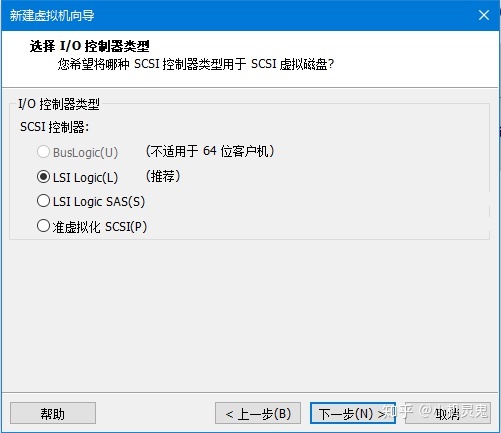 新建虚拟机向导
选择 I/O 控制器类型
您希望将哪种 SCSI 控制器类型用于 SCSI 虚拟磁盘?
I/O 控制器类型
SCSI 控制器:
BusLogic(U) (不适用于 64 位客户机)
LSI Logic(L) (推荐)
LSI Logic SAS(S)
准虚拟化 SCSI(P)
帮助 < 上一步(B) 下一步(N) > 取消
知乎